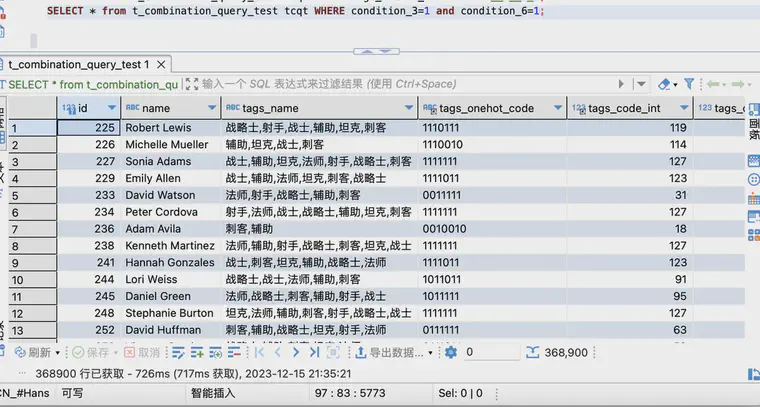 SELECT * from t_combination_query_test tcqt WHERE condition_3=1 and condition_6=1;
t_combination_query_test 1
SELECT * from t_combination_qu 输入一个 SQL 表达式来过滤结果 (使用 Ctrl+Space)
123 id ABC name ABC tags_name ABC tags_onehot_code 123 tags_code_int 123 tags_c
1 225 Robert Lewis 战略士,射手,战士,辅助,坦克,刺客 1110111 119
2 226 Michelle Mueller 辅助,坦克,战士,刺客 1110010 114
3 227 Sonia Adams 战士,辅助,坦克,法师,射手,战略士,刺客 1111111 127
4 229 Emily Allen 战士,辅助,法师,坦克,刺客,战略士 1111011 123
5 233 David Watson 法师,射手,战略士,辅助,刺客 0011111 31
6 234 Peter Cordova 射手,法师,战士,战略士,辅助,坦克,刺客 1111111 127
7 236 Adam Avila 刺客,辅助 0010010 18
8 238 Kenneth Martinez 法师,辅助,射手,战略士,刺客,坦克,战士 1111111 127
9 241 Hannah Gonzales 战士,刺客,坦克,辅助,战略士,法师 1111011 123
10 244 Lori Weiss 战略士,战士,法师,辅助,刺客 1011011 91
11 245 Daniel Green 法师,战略士,刺客,辅助,射手,战士 1011111 95
12 248 Stephanie Burton 坦克,法师,辅助,刺客,射手,战略士,战士 1111111 127
13 252 David Huffman 刺客,辅助,战略士,坦克,射手,法师 0111111 63
刷新 保存 取消 导出数据... 0 368,900
368900 行已获取 - 726ms (717ms 获取), 2023-12-15 21:35:21
CN_#Hans 可写 智能插入 97 : 83 : 5773 Sel: 0 | 0
面板